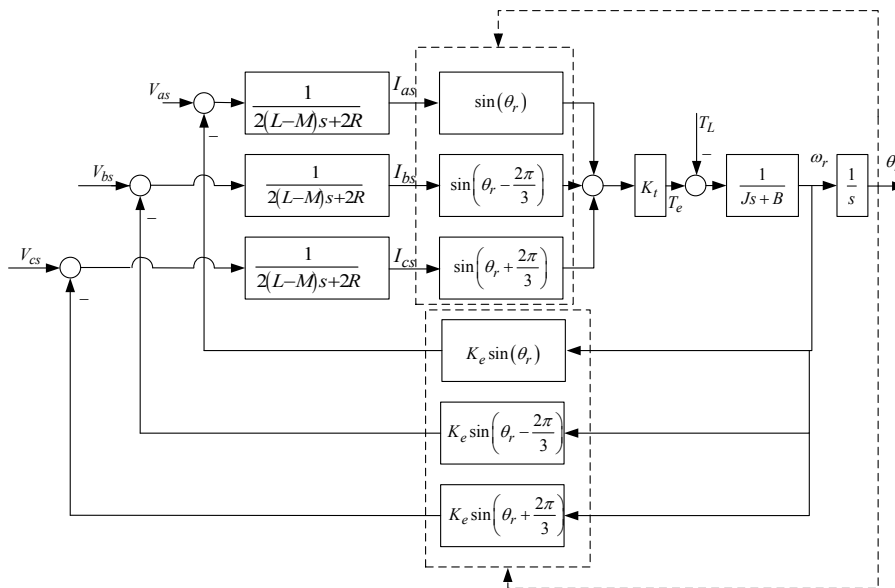 V_as − 1/(2(L−M)s+2R) I_as sin(θ_r)
V_bs − 1/(2(L−M)s+2R) I_bs sin(θ_r − 2π/3) K_t T_e T_L − 1/(Js+B) ω_r 1/s θ
V_cs − 1/(2(L−M)s+2R) I_cs sin(θ_r + 2π/3)
K_e sin(θ_r)
K_e sin(θ_r − 2π/3)
K_e sin(θ_r + 2π/3)